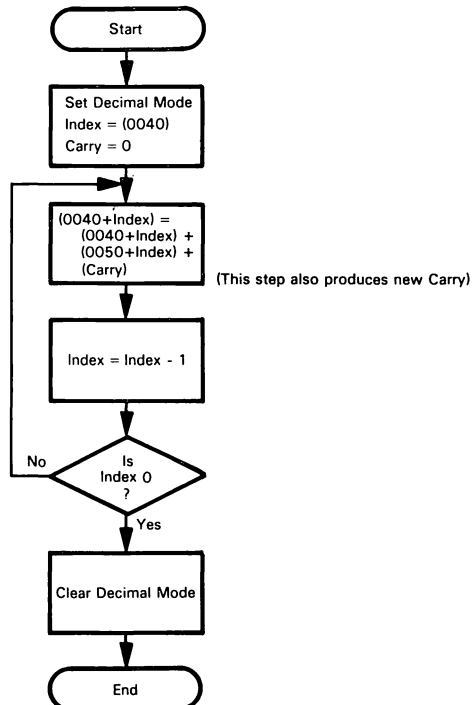 Start
Set Decimal Mode
Index = (0040)
Carry = 0
(0040+Index) =
(0040+Index) +
(0050+Index) +
(Carry)
(This step also produces new Carry)
Index = Index - 1
No
Is
Index 0
?
Yes
Clear Decimal Mode
End